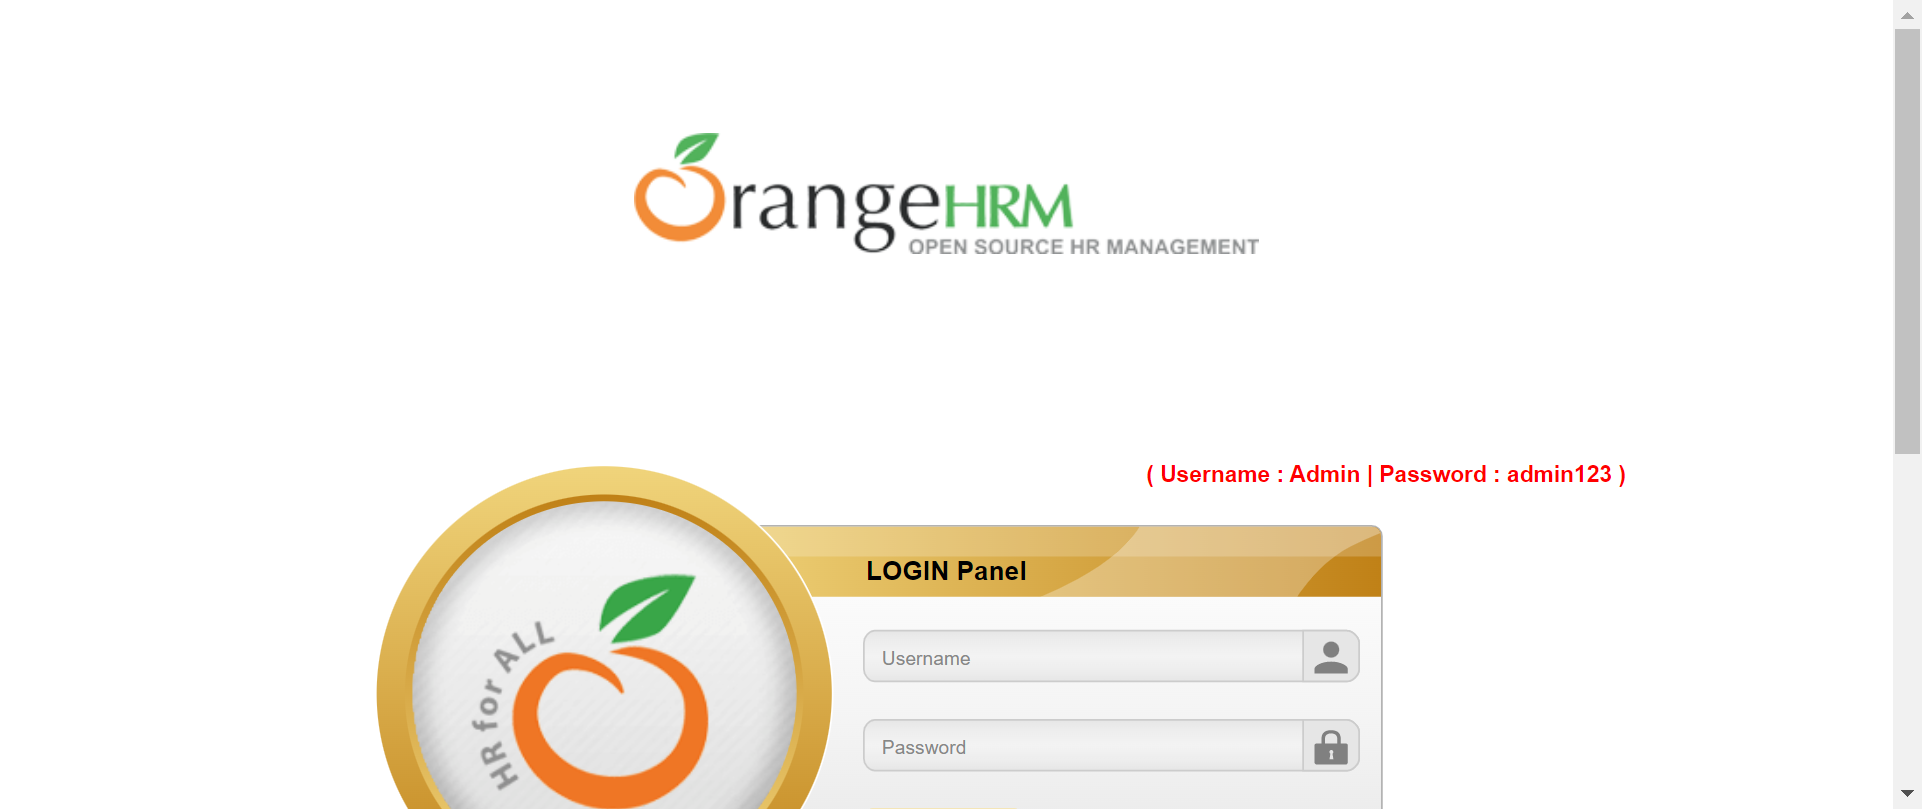 OrangeHRM
OPEN SOURCE HR MANAGEMENT
( Username : Admin | Password : admin123 )
LOGIN Panel
HR for ALL
Username
Password